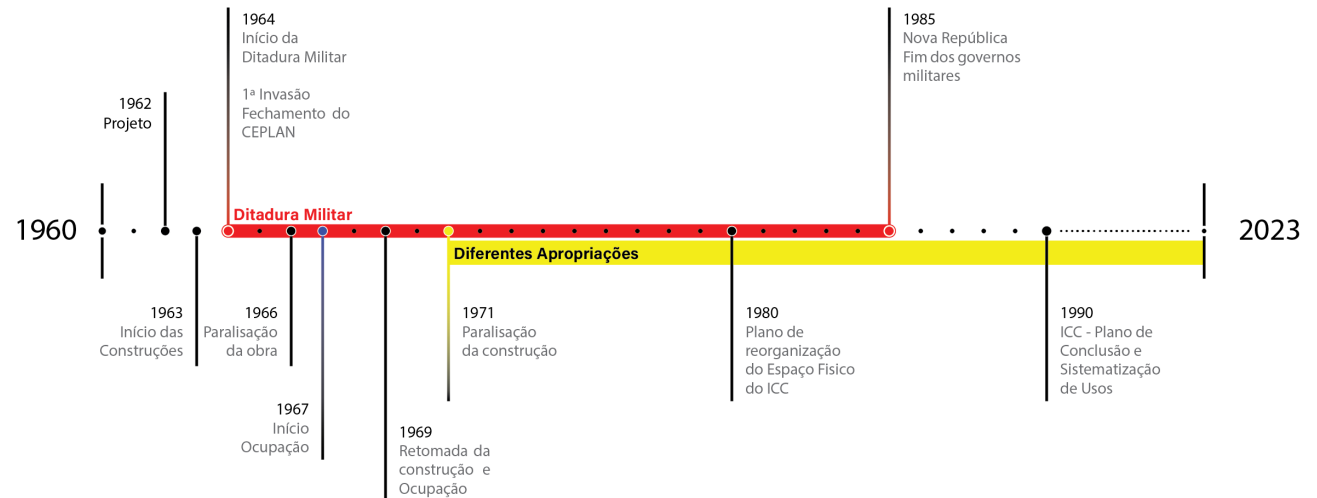 1964
Início da
Ditadura Militar
1ª Invasão
Fechamento do
CEPLAN
1985
Nova República
Fim dos governos
militares
1962
Projeto
1960
Ditadura Militar
2023
Diferentes Apropriações
1963
Início das
Construções
1966
Paralisação
da obra
1967
Início
Ocupação
1969
Retomada da
construção e
Ocupação
1971
Paralisação
da construção
1980
Plano de
reorganização
do Espaço Fisico
do ICC
1990
ICC - Plano de
Conclusão e
Sistematização
de Usos